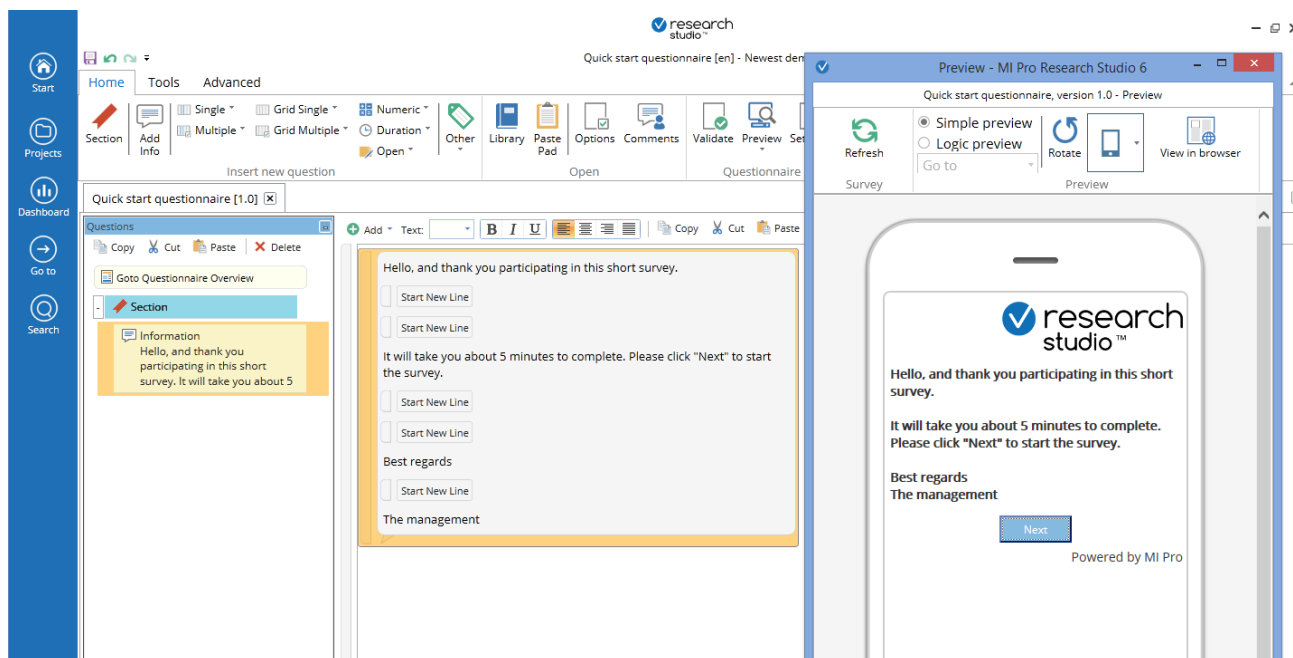 research
studio™
Quick start questionnaire [en] - Newest dem
Start
Projects
Dashboard
Go to
Search
Home Tools Advanced
Section
Add Info
Single
Multiple
Grid Single
Grid Multiple
Numeric
Duration
Open
Other
Insert new question
Library
Paste Pad
Options
Comments
Open
Validate
Preview
Set
Questionnaire
Quick start questionnaire [1.0]
Questions
Copy Cut Paste Delete
Goto Questionnaire Overview
Section
Information
Hello, and thank you
participating in this short
survey. It will take you about 5
Add Text: B I U Copy Cut Paste
Hello, and thank you participating in this short survey.
Start New Line
Start New Line
It will take you about 5 minutes to complete. Please click "Next" to start
the survey.
Start New Line
Start New Line
Best regards
Start New Line
The management
Preview - MI Pro Research Studio 6
Quick start questionnaire, version 1.0 - Preview
Refresh
Survey
Simple preview
Logic preview
Go to
Rotate
View in browser
Preview
research
studio™
Hello, and thank you participating in this short
survey.
It will take you about 5 minutes to complete.
Please click "Next" to start the survey.
Best regards
The management
Next
Powered by MI Pro